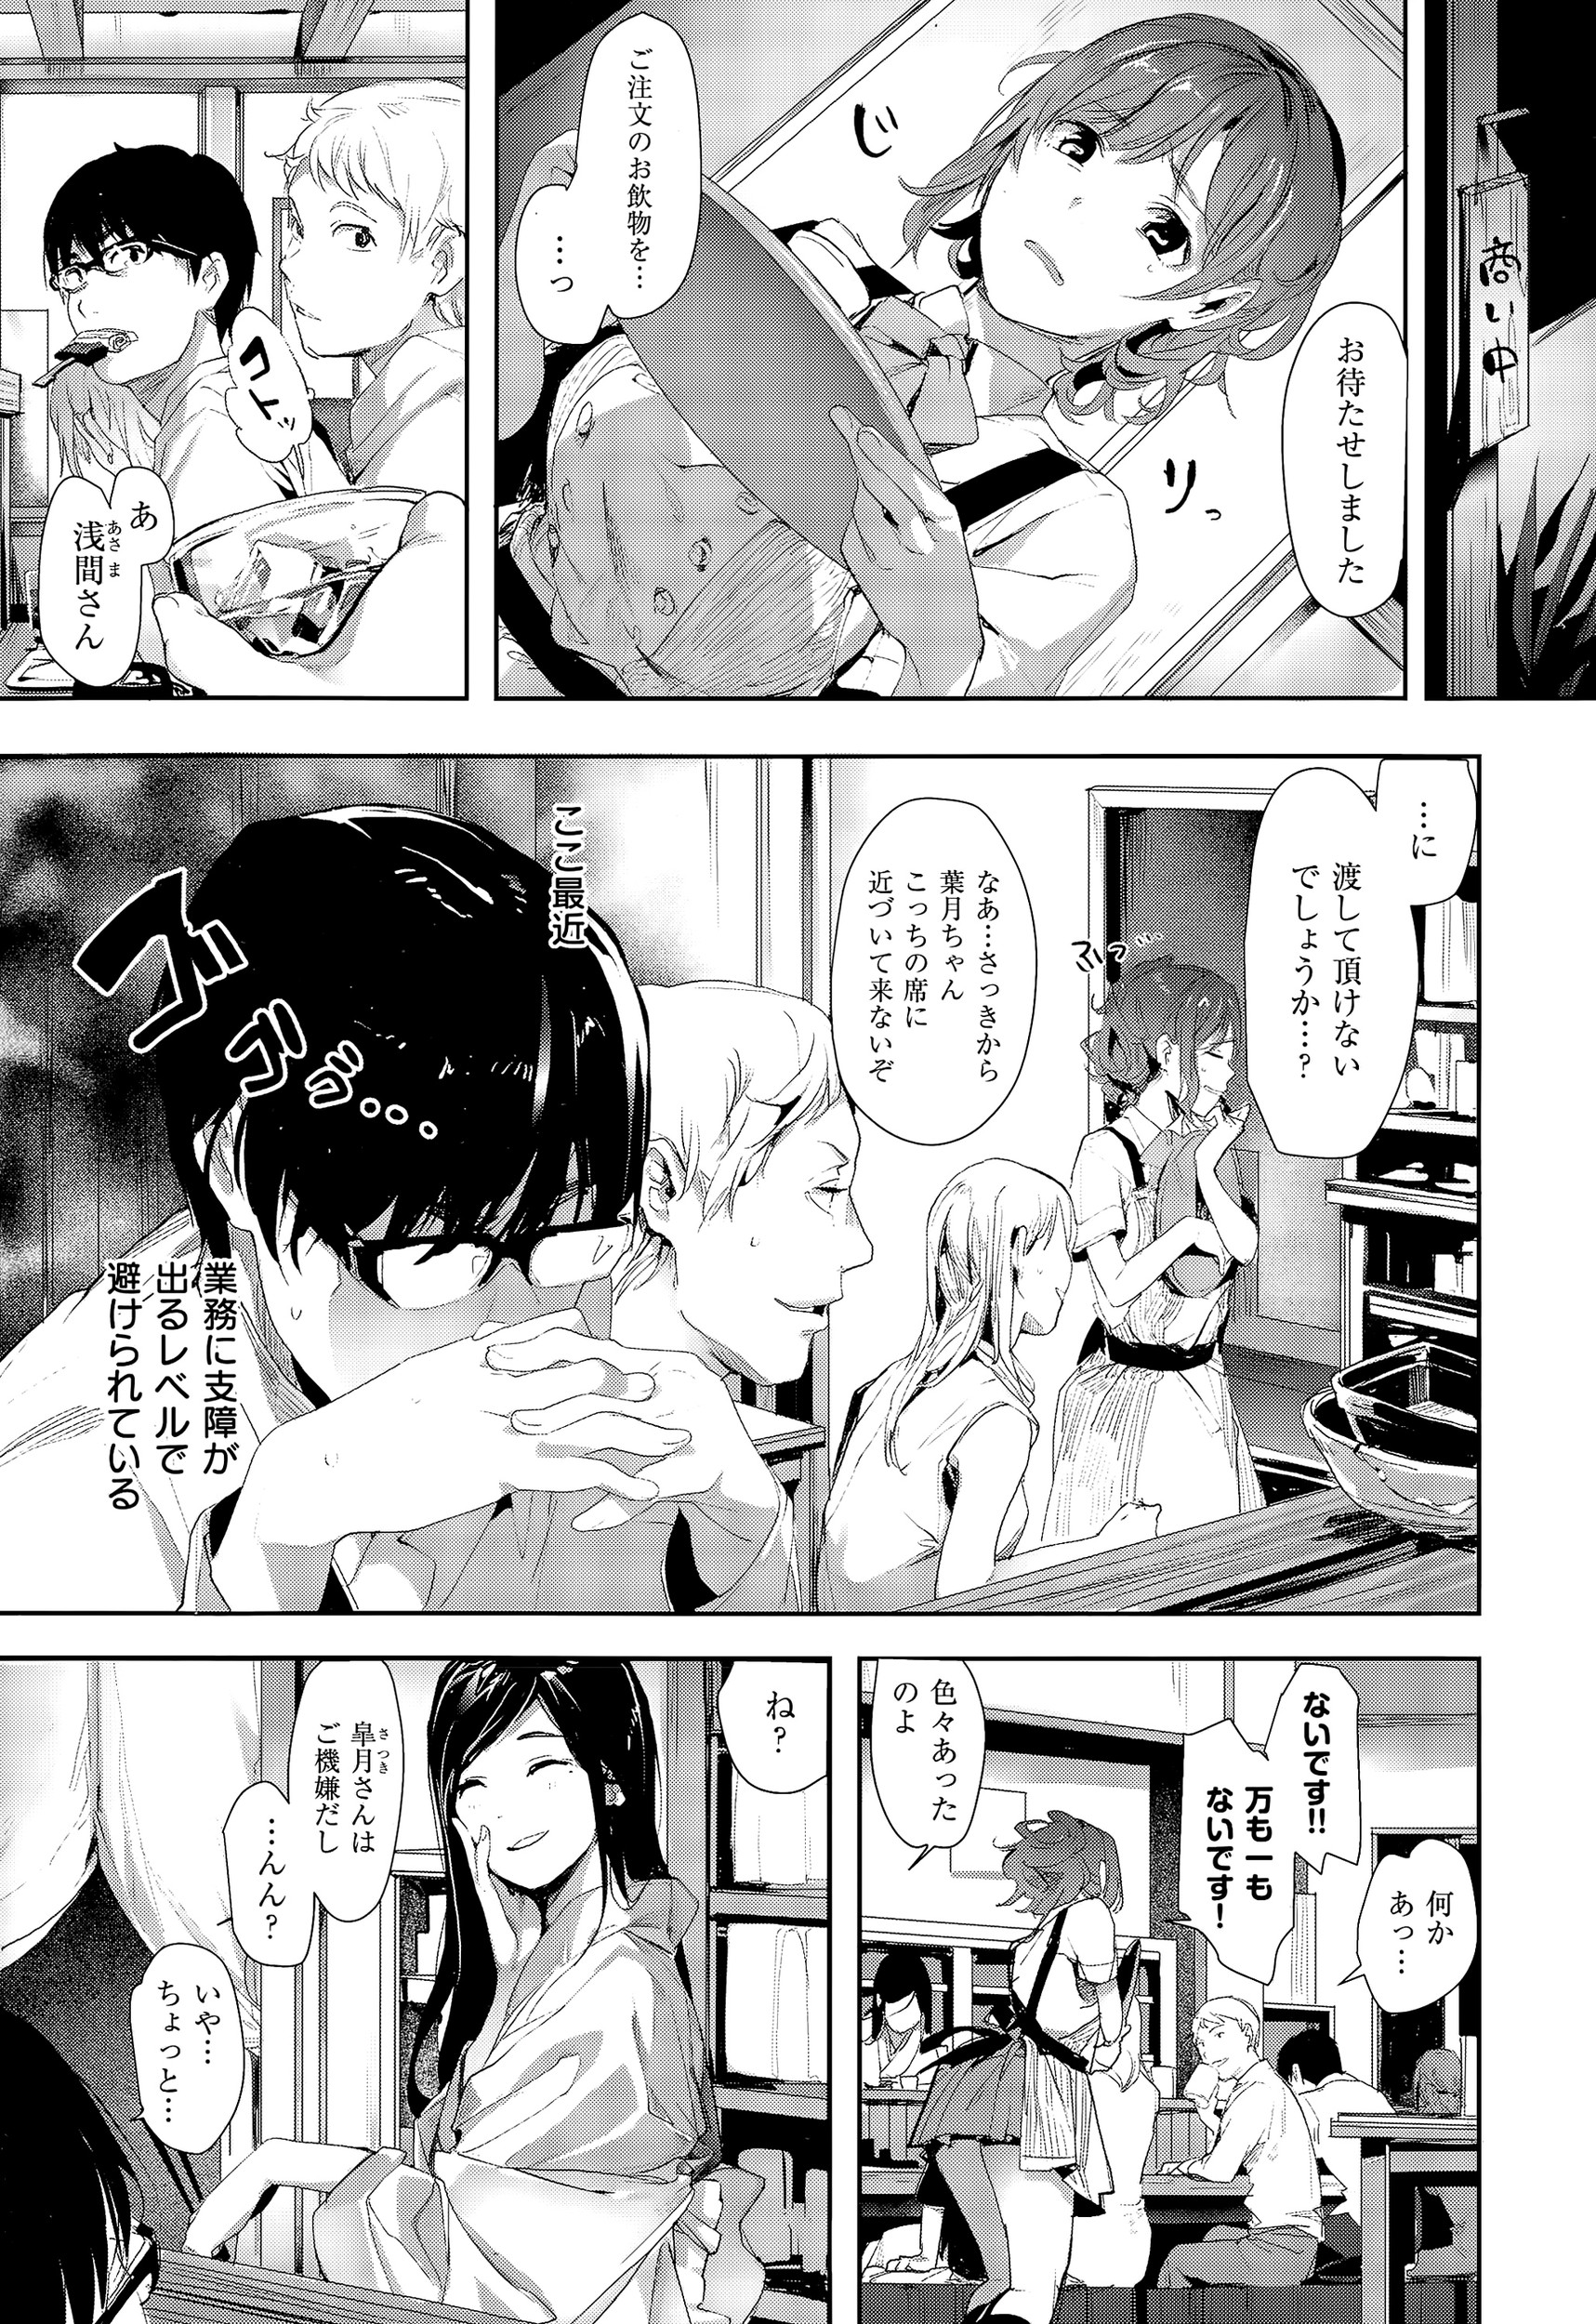 商い中
お待たせしました
じ
りっ
ご注文のお飲物を…
…っ
コトッ
あ
浅間さん
あさま
…に
渡して頂けない
でしょうか…?
ふっ…
なぁ…さっきから
葉月ちゃん
こっちの席に
近づいて来ないぞ
ここ最近
ゴゴゴ…
業務に支障が
出るレベルで
避けられている
何か
あっ…
ないです!!
万も一も
ないです!
色々あった
のよ
ね?
皐月さんは
さつき
ご機嫌だし
…んん?
いや…
ちょっと…